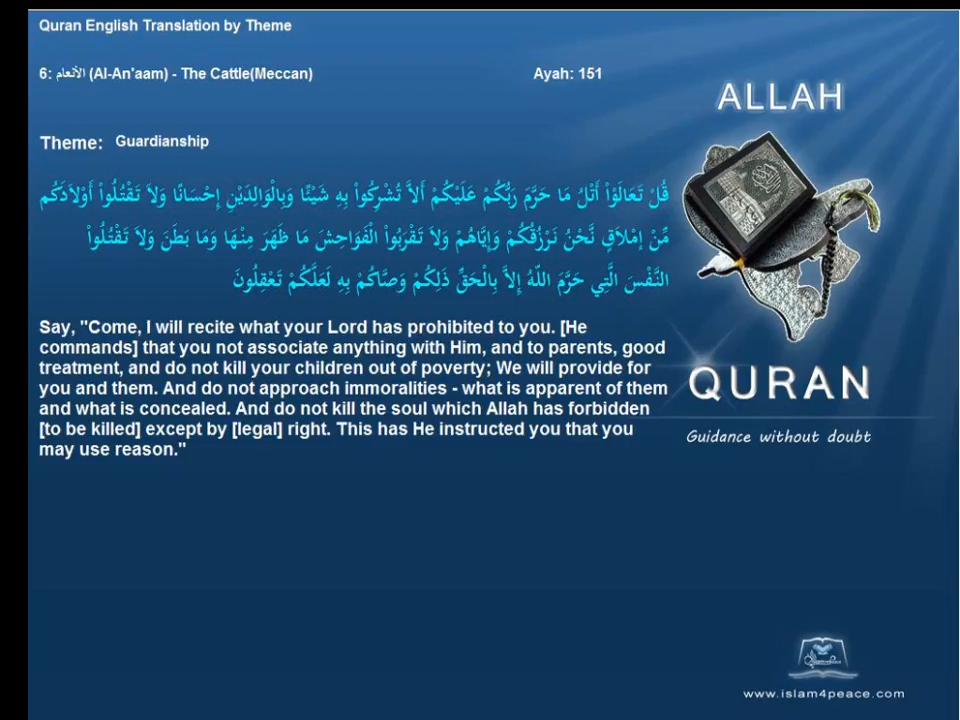 Quran English Translation by Theme
6: الأنعام (Al-An'aam) - The Cattle(Meccan)
Ayah: 151
Theme: Guardianship
قُلْ تَعَالَوْاْ أَتْلُ مَا حَرَّمَ رَبُّكُمْ عَلَيْكُمْ أَلاَّ تُشْرِكُواْ بِهِ شَيْئًا وَبِالْوَالِدَيْنِ إِحْسَانًا وَلاَ تَقْتُلُواْ أَوْلاَدَكُم
مِّنْ إمْلاَقٍ نَّحْنُ نَرْزُقُكُمْ وَإِيَّاهُمْ وَلاَ تَقْرَبُواْ الْفَوَاحِشَ مَا ظَهَرَ مِنْهَا وَمَا بَطَنَ وَلاَ تَقْتُلُواْ
النَّفْسَ الَّتِي حَرَّمَ اللّهُ إِلاَّ بِالْحَقِّ ذَلِكُمْ وَصَّاكُمْ بِهِ لَعَلَّكُمْ تَعْقِلُونَ
Say, "Come, I will recite what your Lord has prohibited to you. [He
commands] that you not associate anything with Him, and to parents, good
treatment, and do not kill your children out of poverty; We will provide for
you and them. And do not approach immoralities - what is apparent of them
and what is concealed. And do not kill the soul which Allah has forbidden
[to be killed] except by [legal] right. This has He instructed you that you
may use reason."
ALLAH
QURAN
Guidance without doubt
www.islam4peace.com